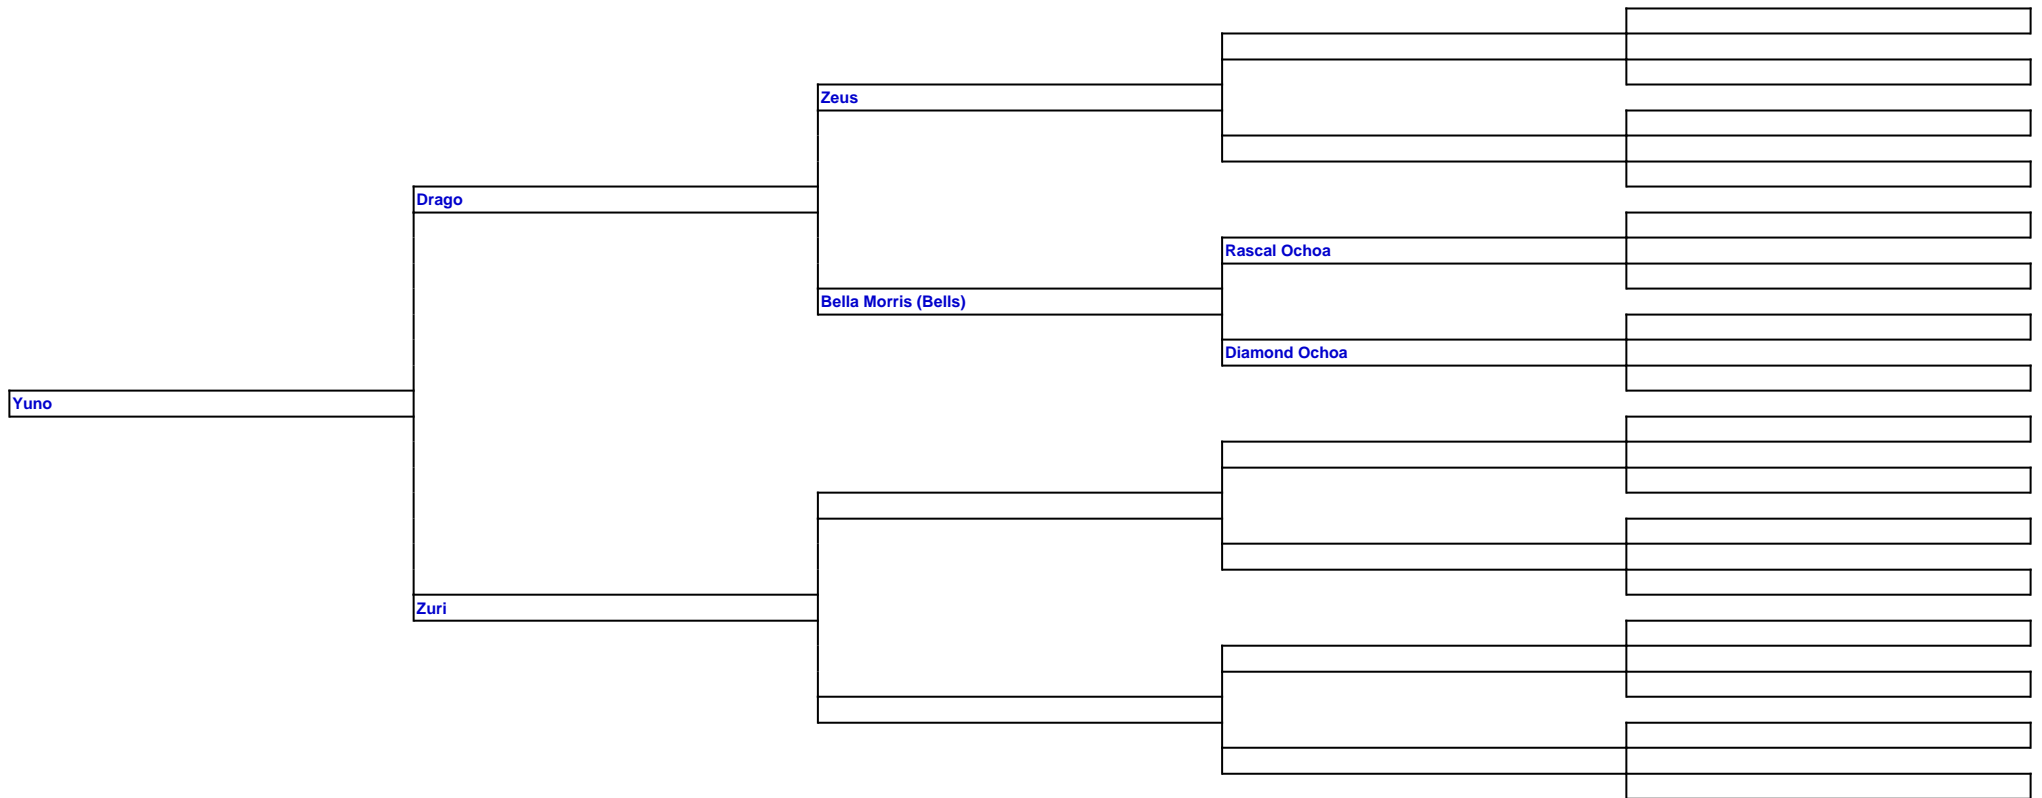 Zeus
Drago
Rascal Ochoa
Bella Morris (Bells)
Diamond Ochoa
Yuno
Zuri